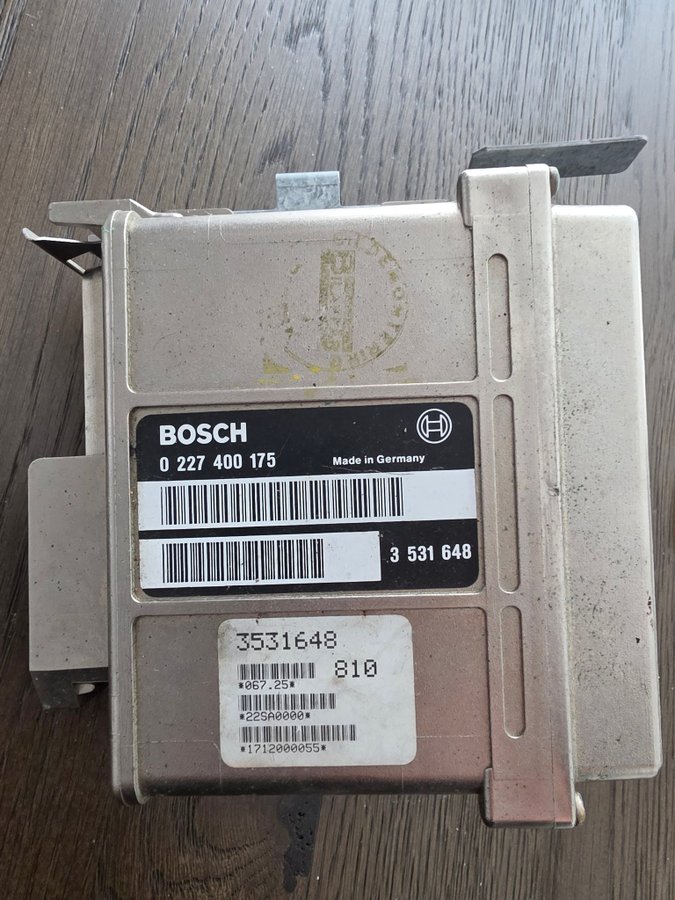 BOSCH
0 227 400 175
Made in Germany
3 531 648
3531648
810
*067.25*
*22SA0000*
*1712000055*